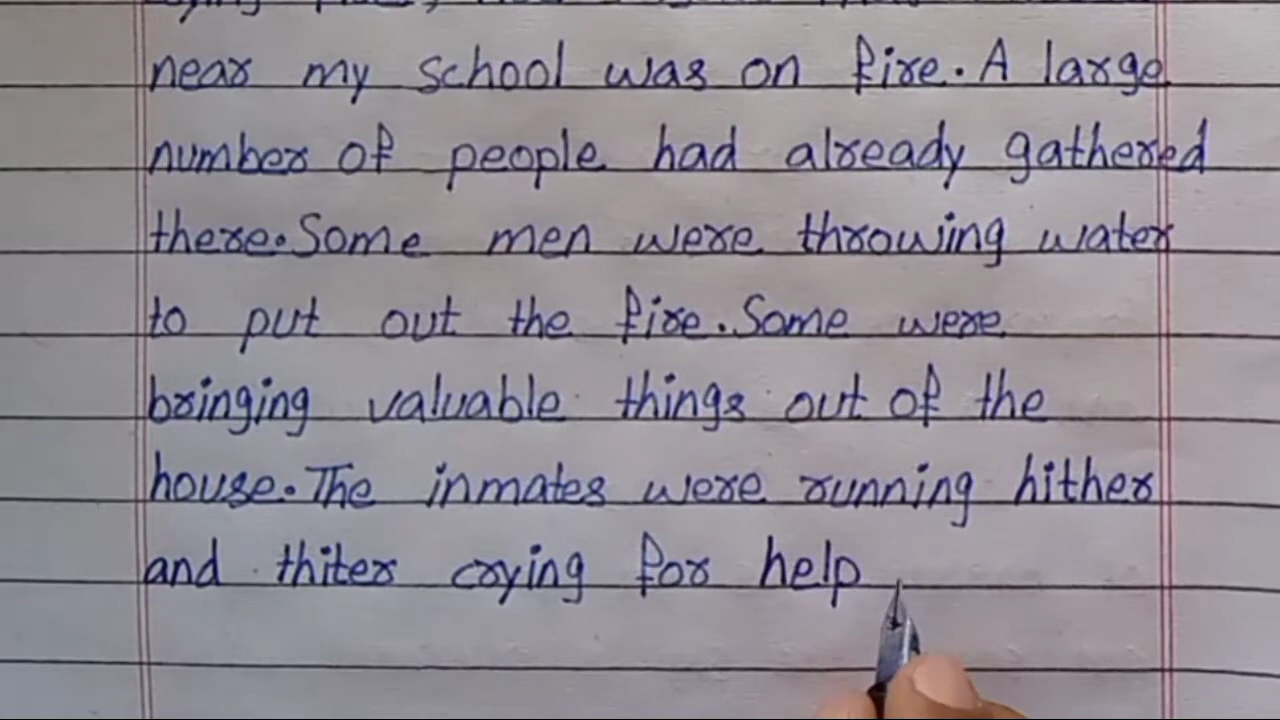 near my school was on fire. A large
number of people had already gathered
there. Some men were throwing water
to put out the fire. Some were
bringing valuable things out of the
house. The inmates were running hither
and thiter crying for help